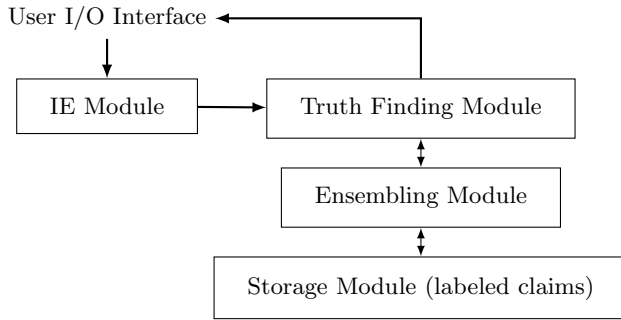 User I/O Interface
IE Module
Truth Finding Module
Ensembling Module
Storage Module (labeled claims)